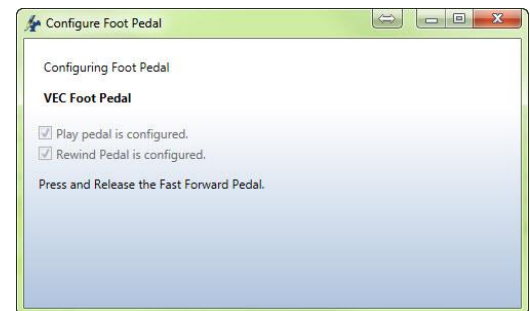 Configure Foot Pedal
Configuring Foot Pedal
VEC Foot Pedal
Play pedal is configured.
Rewind Pedal is configured.
Press and Release the Fast Forward Pedal.